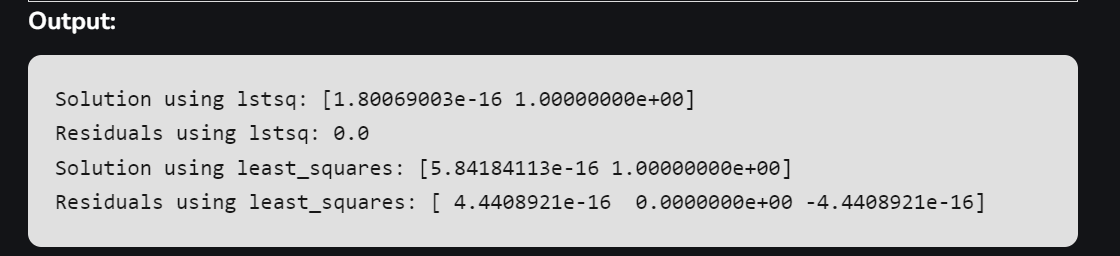 Output:
Solution using lstsq: [1.80069003e-16 1.00000000e+00]
Residuals using lstsq: 0.0
Solution using least_squares: [5.84184113e-16 1.00000000e+00]
Residuals using least_squares: [ 4.4408921e-16  0.0000000e+00 -4.4408921e-16]